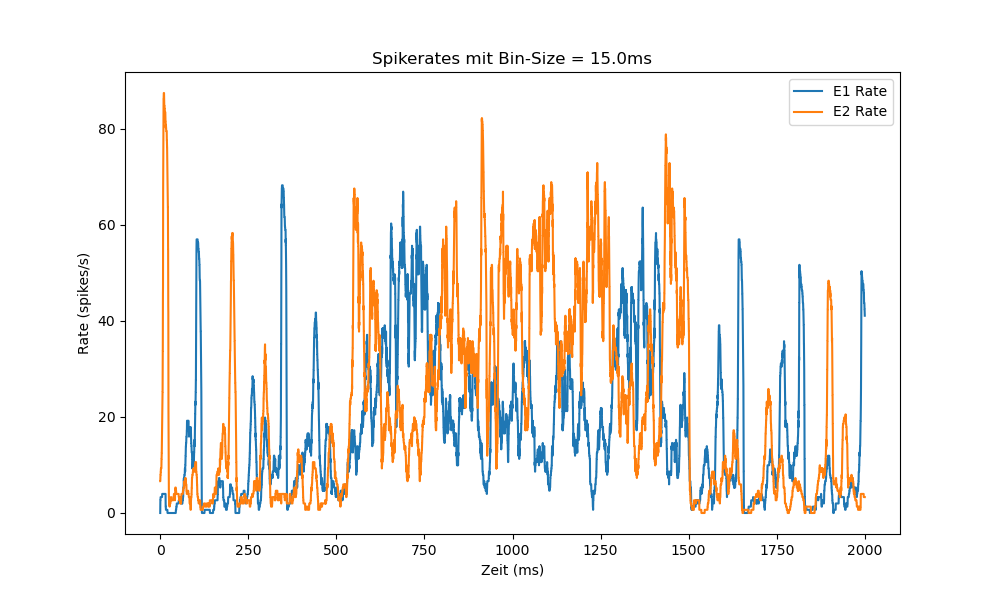 Spikerates mit Bin-Size = 15.0ms
E1 Rate
E2 Rate
Rate (spikes/s)
80
60
40
20
0
0 250 500 750 1000 1250 1500 1750 2000
Zeit (ms)